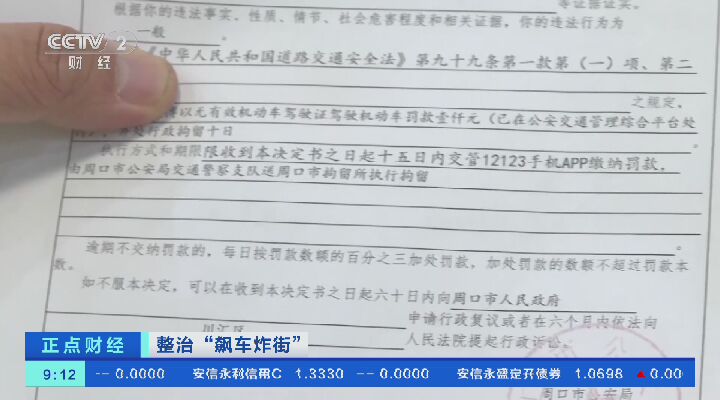 等证据证实。
根据你的违法事实、性质、情节、社会危害程度和相关证据，你的违法行为为
一般
CCTV 2
财经
《中华人民共和国道路交通安全法》第九十九条第一款第（一）项、第二
之规定，
以无有效机动车驾驶证驾驶机动车罚款壹仟元（已在公安交通管理综合平台处
行政拘留十日
执行方式和期限限收到本决定书之日起十五日内交管12123手机APP缴纳罚款，
由周口市公安局交通警察支队送周口市拘留所执行拘留
。
逾期不交纳罚款的，每日按罚款数额的百分之三加处罚款，加处罚款的数额不超过罚款本
数。
如不服本决定，可以在收到本决定书之日起六十日内向周口市人民政府
申请行政复议或者在六个月内依法向
川汇区
人民法院提起行政诉讼。
正点财经
整治“飙车炸街”
周口市公安局
9:12 -- 0.0000 安信永利信用C 1.3330 -- 0.0000 安信永盛定开债券 1.0698 ▲0.00